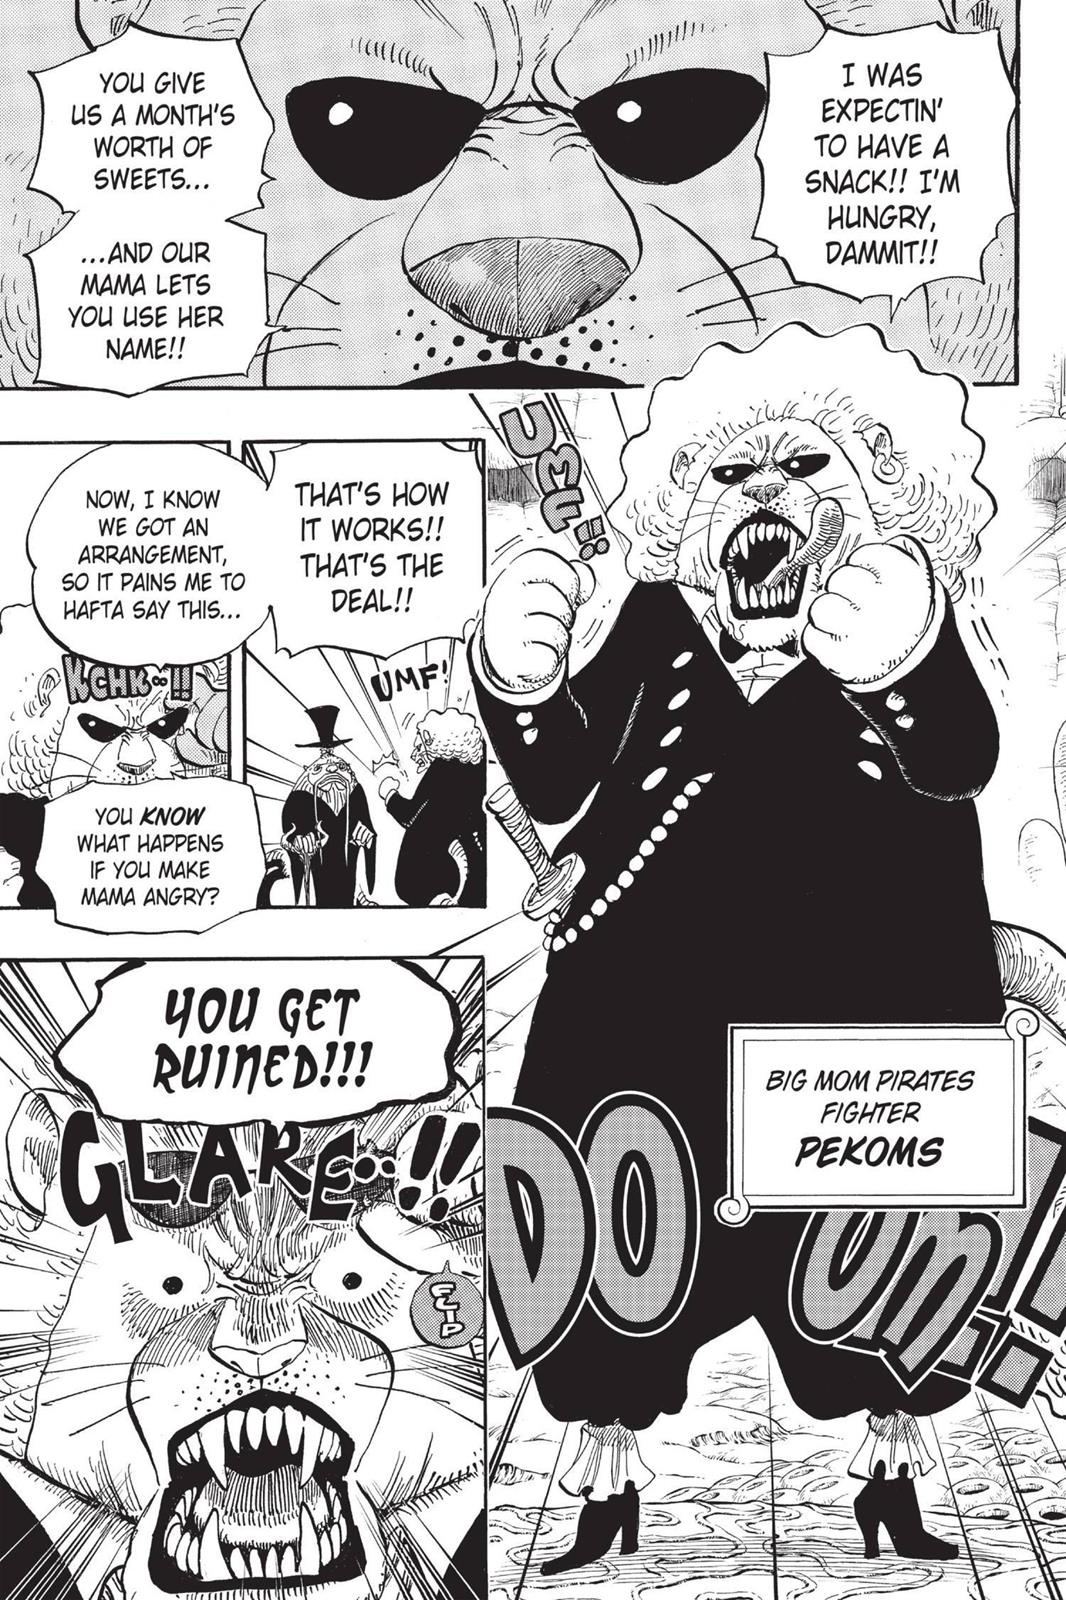 I WAS
EXPECTIN'
TO HAVE A
SNACK!! I'M
HUNGRY,
DAMMIT!!
YOU GIVE
US A MONTH'S
WORTH OF
SWEETS...
...AND OUR
MAMA LETS
YOU USE HER
NAME!!
UMF!!
BIG MOM PIRATES
FIGHTER
PEKOMS
DOOM!!
THAT'S HOW
IT WORKS!!
THAT'S THE
DEAL!!
UMF!
NOW, I KNOW
WE GOT AN
ARRANGEMENT,
SO IT PAINS ME TO
HAFTA SAY THIS...
KCHK..!!
YOU KNOW
WHAT HAPPENS
IF YOU MAKE
MAMA ANGRY?
YOU GET
RUINED!!!
GLARE..!!
FLIP